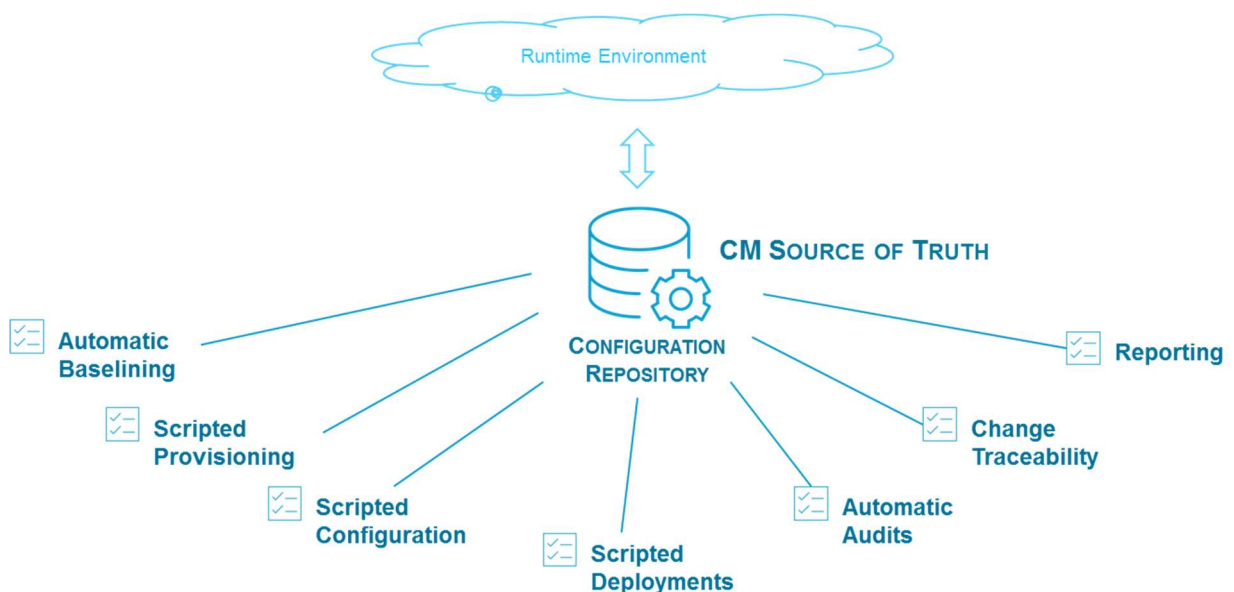 Runtime Environment
CM SOURCE OF TRUTH
CONFIGURATION
REPOSITORY
Automatic
Baselining
Scripted
Provisioning
Scripted
Configuration
Scripted
Deployments
Automatic
Audits
Change
Traceability
Reporting